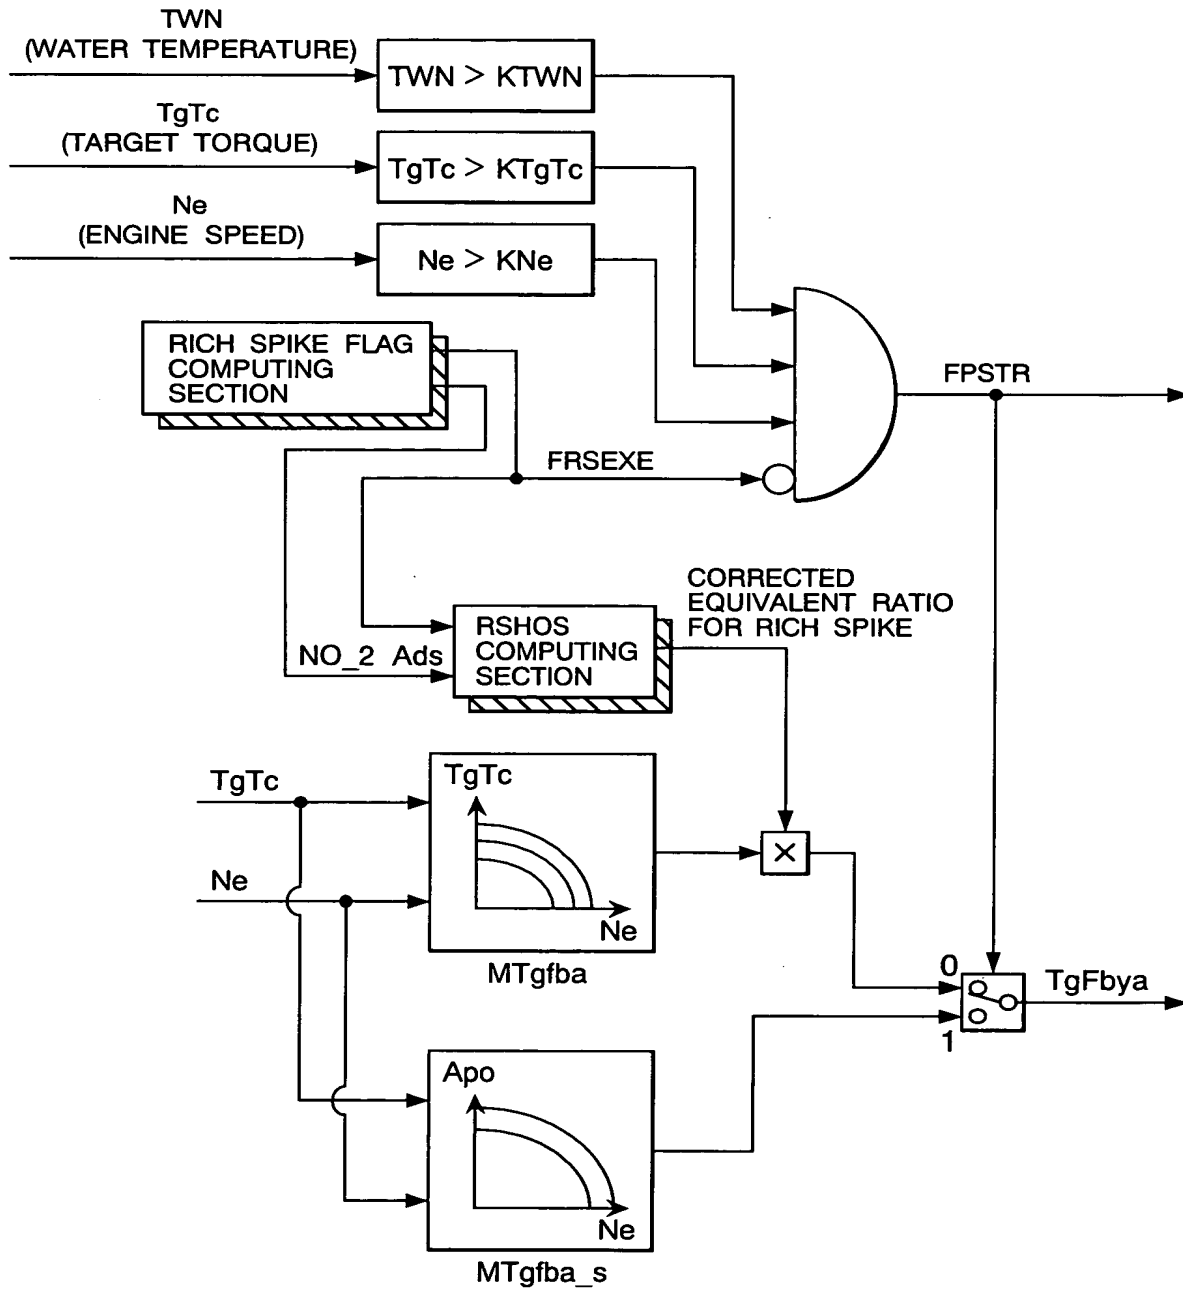 TWN
(WATER TEMPERATURE)
TWN > KTWN
TgTc
(TARGET TORQUE)
TgTc > KTgTc
Ne
(ENGINE SPEED)
Ne > KNe
RICH SPIKE FLAG
COMPUTING
SECTION
FPSTR
FRSEXE
CORRECTED
EQUIVALENT RATIO
FOR RICH SPIKE
RSHOS
COMPUTING
SECTION
NO_2 Ads
TgTc
TgTc
×
Ne
Ne
MTgfba
0
TgFbya
1
Apo
Ne
MTgfba_s